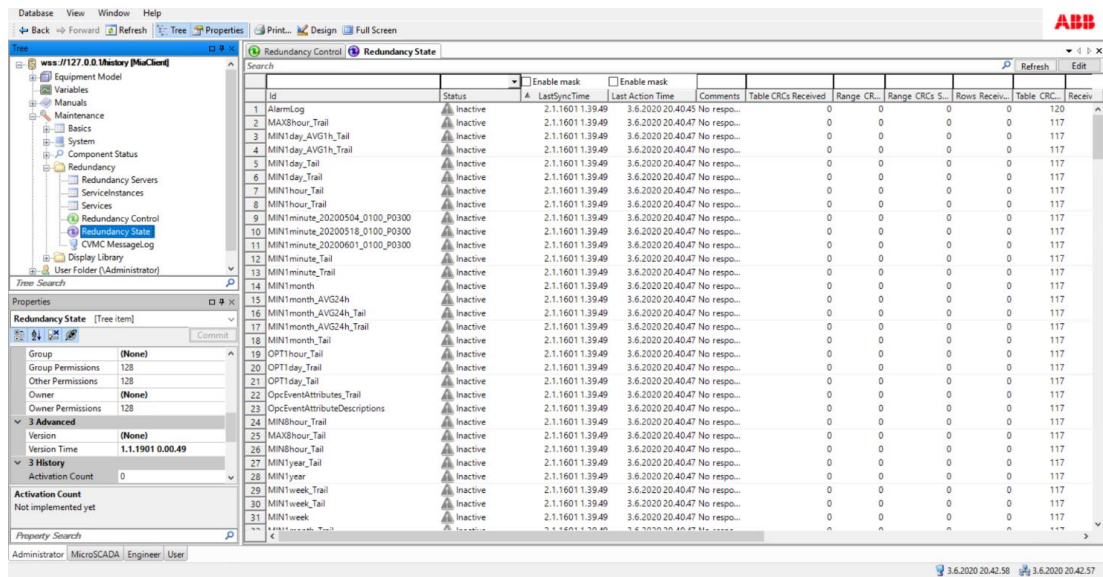 Database View Window Help
Back Forward Refresh Tree Properties Print... Design Full Screen
ABB
Tree
wss://127.0.0.1/history [MiaClient]
Equipment Model
Variables
Manuals
Maintenance
Basics
System
Component Status
Redundancy
Redundancy Servers
ServiceInstances
Services
Redundancy Control
Redundancy State
CVMC MessageLog
Display Library
User Folder (\Administrator)
Tree Search
Properties
Redundancy State [Tree item]
Commit
Group (None)
Group Permissions 128
Other Permissions 128
Owner (None)
Owner Permissions 128
3 Advanced
Version (None)
Version Time 1.1.1901 0.00.49
3 History
Activation Count 0
Activation Count
Not implemented yet
Property Search
Administrator MicroSCADA Engineer User
Redundancy Control Redundancy State
Search Refresh Edit
Enable mask Enable mask
Id Status LastSyncTime Last Action Time Comments Table CRCs Received Range CR... Range CRCs S... Rows Receiv... Table CRC... Receiv
1 AlarmLog Inactive 2.1.1601 1.39.49 3.6.2020 20.40.45 No respo... 0 0 0 0 120
2 MAX8hour_Trail Inactive 2.1.1601 1.39.49 3.6.2020 20.40.47 No respo... 0 0 0 0 117
3 MIN1day_AVG1h_Tail Inactive 2.1.1601 1.39.49 3.6.2020 20.40.47 No respo... 0 0 0 0 117
4 MIN1day_AVG1h_Trail Inactive 2.1.1601 1.39.49 3.6.2020 20.40.47 No respo... 0 0 0 0 117
5 MIN1day_Tail Inactive 2.1.1601 1.39.49 3.6.2020 20.40.47 No respo... 0 0 0 0 117
6 MIN1day_Trail Inactive 2.1.1601 1.39.49 3.6.2020 20.40.47 No respo... 0 0 0 0 117
7 MIN1hour_Tail Inactive 2.1.1601 1.39.49 3.6.2020 20.40.47 No respo... 0 0 0 0 117
8 MIN1hour_Trail Inactive 2.1.1601 1.39.49 3.6.2020 20.40.47 No respo... 0 0 0 0 117
9 MIN1minute_20200504_0100_P0300 Inactive 2.1.1601 1.39.49 3.6.2020 20.40.47 No respo... 0 0 0 0 117
10 MIN1minute_20200518_0100_P0300 Inactive 2.1.1601 1.39.49 3.6.2020 20.40.47 No respo... 0 0 0 0 117
11 MIN1minute_20200601_0100_P0300 Inactive 2.1.1601 1.39.49 3.6.2020 20.40.47 No respo... 0 0 0 0 117
12 MIN1minute_Tail Inactive 2.1.1601 1.39.49 3.6.2020 20.40.47 No respo... 0 0 0 0 117
13 MIN1minute_Trail Inactive 2.1.1601 1.39.49 3.6.2020 20.40.47 No respo... 0 0 0 0 117
14 MIN1month Inactive 2.1.1601 1.39.49 3.6.2020 20.40.47 No respo... 0 0 0 0 117
15 MIN1month_AVG24h Inactive 2.1.1601 1.39.49 3.6.2020 20.40.47 No respo... 0 0 0 0 117
16 MIN1month_AVG24h_Tail Inactive 2.1.1601 1.39.49 3.6.2020 20.40.47 No respo... 0 0 0 0 117
17 MIN1month_AVG24h_Trail Inactive 2.1.1601 1.39.49 3.6.2020 20.40.47 No respo... 0 0 0 0 117
18 MIN1month_Tail Inactive 2.1.1601 1.39.49 3.6.2020 20.40.47 No respo... 0 0 0 0 117
19 OPT1hour_Tail Inactive 2.1.1601 1.39.49 3.6.2020 20.40.47 No respo... 0 0 0 0 117
20 OPT1day_Trail Inactive 2.1.1601 1.39.49 3.6.2020 20.40.47 No respo... 0 0 0 0 117
21 OPT1day_Tail Inactive 2.1.1601 1.39.49 3.6.2020 20.40.47 No respo... 0 0 0 0 117
22 OpcEventAttributes_Trail Inactive 2.1.1601 1.39.49 3.6.2020 20.40.47 No respo... 0 0 0 0 117
23 OpcEventAttributeDescriptions Inactive 2.1.1601 1.39.49 3.6.2020 20.40.47 No respo... 0 0 0 0 117
24 MIN8hour_Trail Inactive 2.1.1601 1.39.49 3.6.2020 20.40.47 No respo... 0 0 0 0 117
25 MAX8hour_Tail Inactive 2.1.1601 1.39.49 3.6.2020 20.40.47 No respo... 0 0 0 0 117
26 MIN8hour_Tail Inactive 2.1.1601 1.39.49 3.6.2020 20.40.47 No respo... 0 0 0 0 117
27 MIN1year_Tail Inactive 2.1.1601 1.39.49 3.6.2020 20.40.47 No respo... 0 0 0 0 117
28 MIN1year Inactive 2.1.1601 1.39.49 3.6.2020 20.40.47 No respo... 0 0 0 0 117
29 MIN1week_Trail Inactive 2.1.1601 1.39.49 3.6.2020 20.40.47 No respo... 0 0 0 0 117
30 MIN1week_Tail Inactive 2.1.1601 1.39.49 3.6.2020 20.40.47 No respo... 0 0 0 0 117
31 MIN1week Inactive 2.1.1601 1.39.49 3.6.2020 20.40.47 No respo... 0 0 0 0 117
3.6.2020 20.42.58 3.6.2020 20.42.57